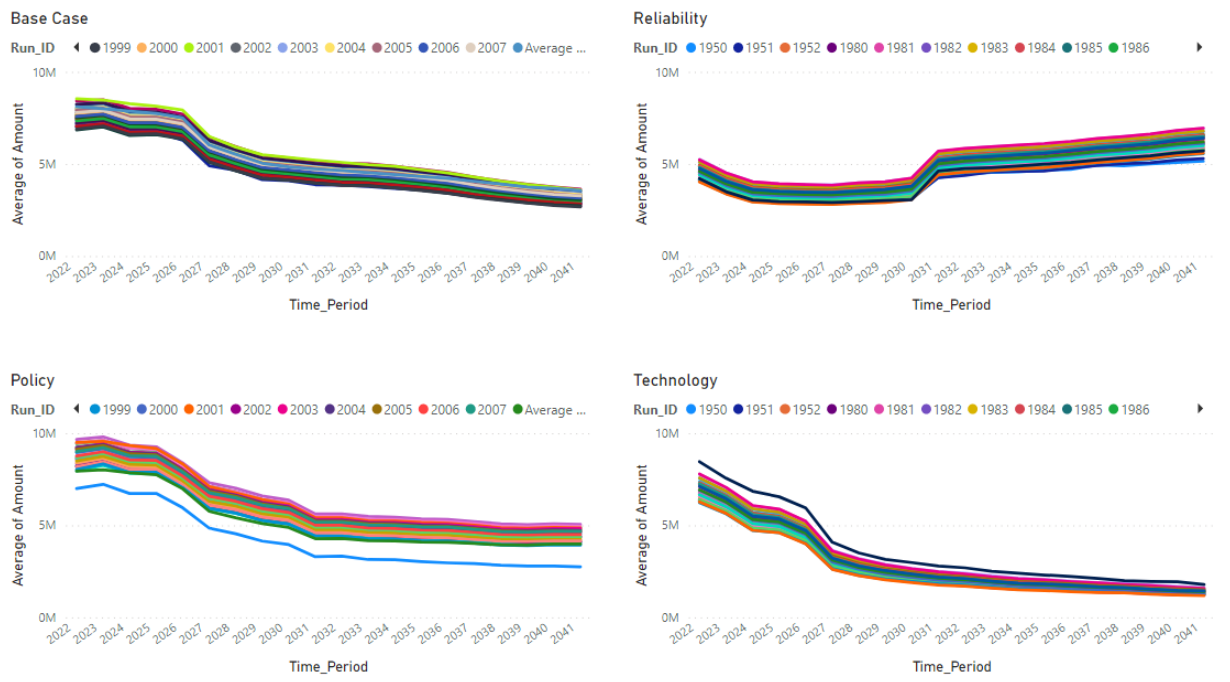 Base Case
Run_ID 1999 2000 2001 2002 2003 2004 2005 2006 2007 Average ...
10M
5M
0M
Average of Amount
2022 2023 2024 2025 2026 2027 2028 2029 2030 2031 2032 2033 2034 2035 2036 2037 2038 2039 2040 2041
Time_Period
Reliability
Run_ID 1950 1951 1952 1980 1981 1982 1983 1984 1985 1986
10M
5M
0M
Average of Amount
2022 2023 2024 2025 2026 2027 2028 2029 2030 2031 2032 2033 2034 2035 2036 2037 2038 2039 2040 2041
Time_Period
Policy
Run_ID 1999 2000 2001 2002 2003 2004 2005 2006 2007 Average ...
10M
5M
0M
Average of Amount
2022 2023 2024 2025 2026 2027 2028 2029 2030 2031 2032 2033 2034 2035 2036 2037 2038 2039 2040 2041
Time_Period
Technology
Run_ID 1950 1951 1952 1980 1981 1982 1983 1984 1985 1986
10M
5M
0M
Average of Amount
2022 2023 2024 2025 2026 2027 2028 2029 2030 2031 2032 2033 2034 2035 2036 2037 2038 2039 2040 2041
Time_Period